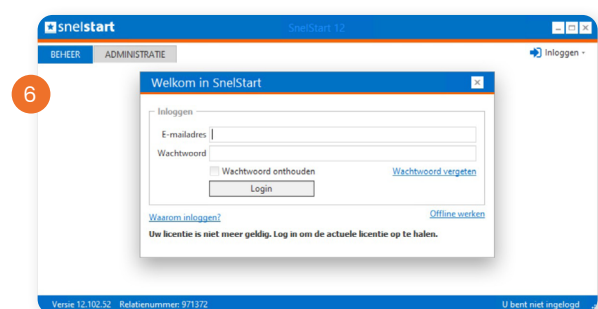 snelstart
SnelStart 12
BEHEER
ADMINISTRATIE
Inloggen
6
Welkom in SnelStart
Inloggen
E-mailadres
Wachtwoord
Wachtwoord onthouden
Wachtwoord vergeten
Login
Waarom inloggen?
Offline werken
Uw licentie is niet meer geldig. Log in om de actuele licentie op te halen.
Versie 12.102.52 Relatienummer: 971372
U bent niet ingelogd